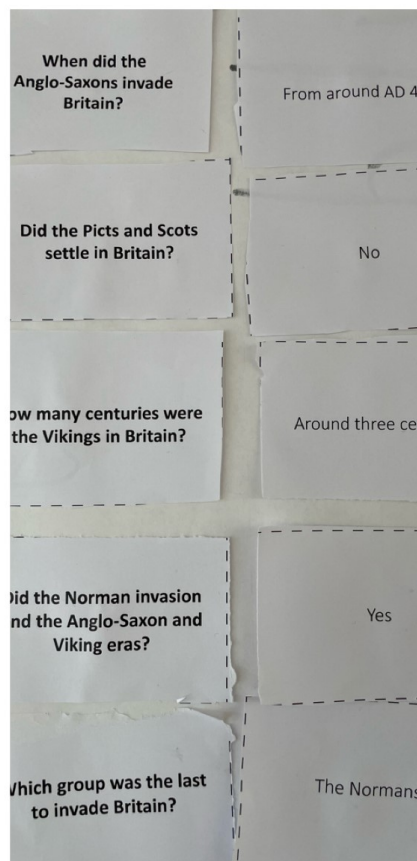 When did the
Anglo-Saxons invade
Britain?
From around AD 4
Did the Picts and Scots
settle in Britain?
No
ow many centuries were
the Vikings in Britain?
Around three ce
id the Norman invasion
nd the Anglo-Saxon and
Viking eras?
Yes
hich group was the last
to invade Britain?
The Normans